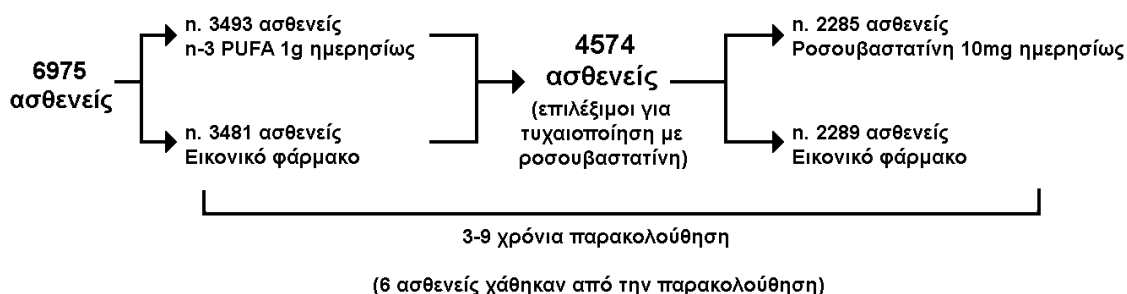 6975
ασθενείς
n. 3493 ασθενείς
n-3 PUFA 1g ημερησίως
n. 3481 ασθενείς
Εικονικό φάρμακο
4574
ασθενείς
(επιλέξιμοι για
τυχαιοποίηση με
ροσουβαστατίνη)
n. 2285 ασθενείς
Ροσουβαστατίνη 10mg ημερησίως
n. 2289 ασθενείς
Εικονικό φάρμακο
3-9 χρόνια παρακολούθηση
(6 ασθενείς χάθηκαν από την παρακολούθηση)